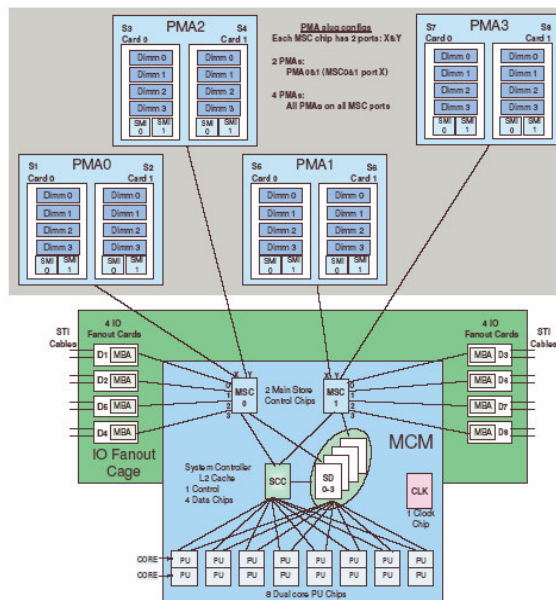 S3 PMA2 S4
Card 0 Card 1
Dimm 0 Dimm 0
Dimm 1 Dimm 1
Dimm 2 Dimm 2
Dimm 3 Dimm 3
SMI SMI SMI SMI
0 1 0 1
PMA plug configs
Each MSC chip has 2 ports: X&Y
2 PMAs:
PMA0&1 (MSC0&1 port X)
4 PMAs:
All PMAs on all MSC ports
S7 PMA3 S8
Card 0 Card 1
Dimm 0 Dimm 0
Dimm 1 Dimm 1
Dimm 2 Dimm 2
Dimm 3 Dimm 3
SMI SMI SMI SMI
0 1 0 1
S1 PMA0 S2
Card 0 Card 1
Dimm 0 Dimm 0
Dimm 1 Dimm 1
Dimm 2 Dimm 2
Dimm 3 Dimm 3
SMI SMI SMI SMI
0 1 0 1
S5 PMA1 S6
Card 0 Card 1
Dimm 0 Dimm 0
Dimm 1 Dimm 1
Dimm 2 Dimm 2
Dimm 3 Dimm 3
SMI SMI SMI SMI
0 1 0 1
STI
Cables
4 IO
Fanout Cards
D1 MBA
D2 MBA
D5 MBA
D4 MBA
IO Fanout
Cage
X Y
0
1
2
3
MSC
0
2 Main Store
Control Chips
X Y
MSC
1
0
1
2
3
4 IO
Fanout Cards
STI
Cables
MBA D3
MBA D6
MBA D7
MBA D8
MCM
System Controller
L2 Cache
1 Control
4 Data Chips
SCC
SD
0-3
CLK
1 Clock
Chip
CORE PU PU PU PU PU PU PU PU
CORE PU PU PU PU PU PU PU PU
8 Dual core PU Chips